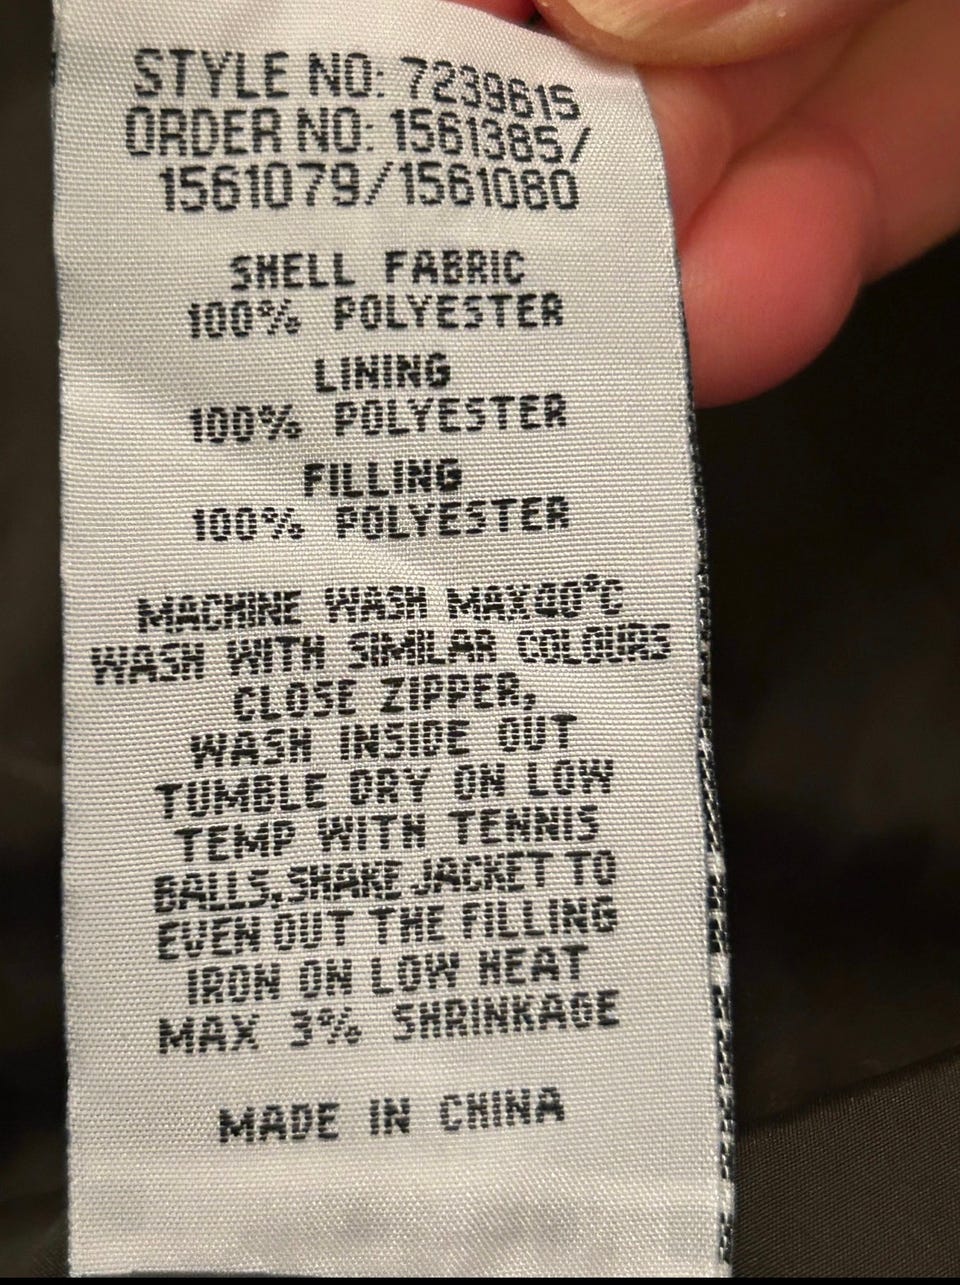 STYLE NO: 7239615
ORDER NO: 1561385/
1561079/1561080
SHELL FABRIC
100% POLYESTER
LINING
100% POLYESTER
FILLING
100% POLYESTER
MACHINE WASH MAX40°C
WASH WITH SIMILAR COLOURS
CLOSE ZIPPER,
WASH INSIDE OUT
TUMBLE DRY ON LOW
TEMP WITH TENNIS
BALLS,SHAKE JACKET TO
EVEN OUT THE FILLING
IRON ON LOW HEAT
MAX 3% SHRINKAGE
MADE IN CHINA